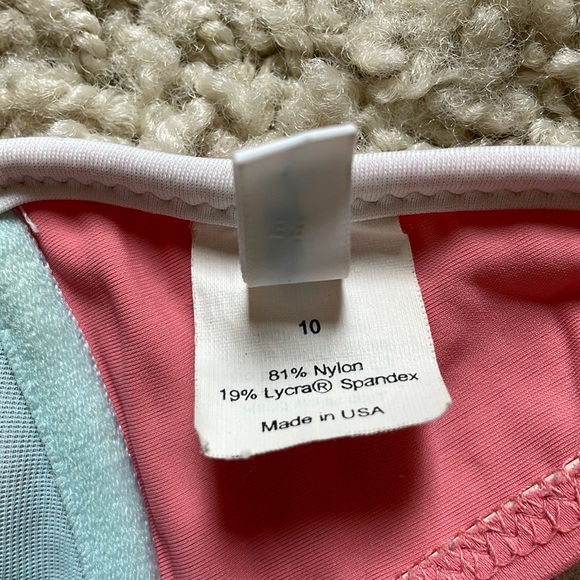 10
81% Nylon
19% Lycra® Spandex
Made in USA